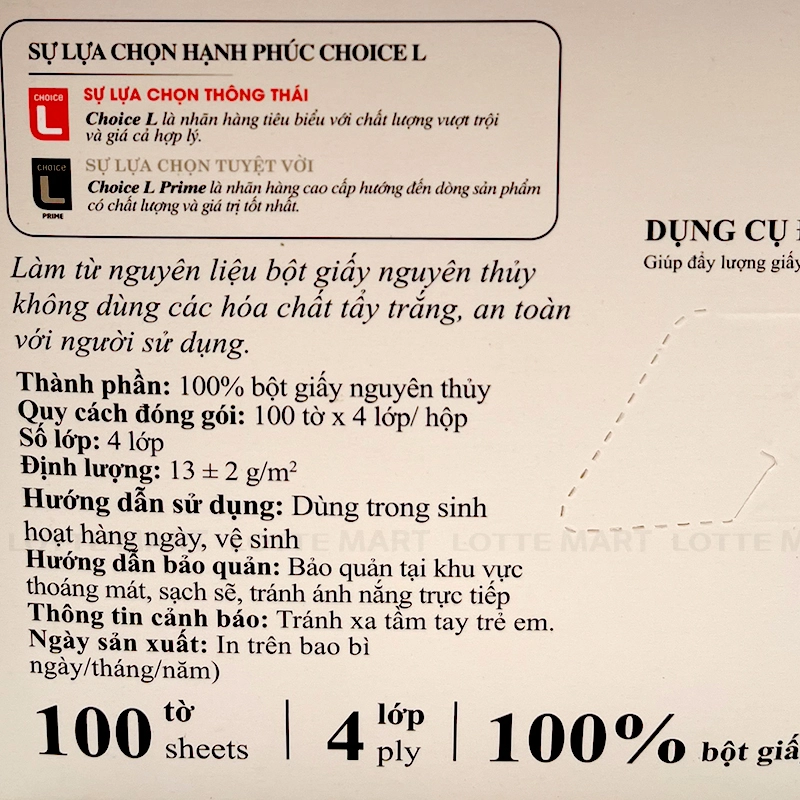 SỰ LỰA CHỌN HẠNH PHÚC CHOICE L
CHOICE
L
SỰ LỰA CHỌN THÔNG THÁI
Choice L là nhãn hàng tiêu biểu với chất lượng vượt trội
và giá cả hợp lý.
CHOICE
L
PRIME
SỰ LỰA CHỌN TUYỆT VỜI
Choice L Prime là nhãn hàng cao cấp hướng đến dòng sản phẩm
có chất lượng và giá trị tốt nhất.
Làm từ nguyên liệu bột giấy nguyên thủy
không dùng các hóa chất tẩy trắng, an toàn
với người sử dụng.
Thành phần: 100% bột giấy nguyên thủy
Quy cách đóng gói: 100 tờ x 4 lớp/ hộp
Số lớp: 4 lớp
Định lượng: 13 ± 2 g/m²
Hướng dẫn sử dụng: Dùng trong sinh
hoạt hàng ngày, vệ sinh
Hướng dẫn bảo quản: Bảo quản tại khu vực
thoáng mát, sạch sẽ, tránh ánh nắng trực tiếp
Thông tin cảnh báo: Tránh xa tầm tay trẻ em.
Ngày sản xuất: In trên bao bì
ngày/tháng/năm)
100 tờ sheets | 4 lớp ply | 100% bột giấ
DỤNG CỤ
Giúp đẩy lượng giấy
LOTTE MART LOTTE MART LOTTE MART LOTTE M